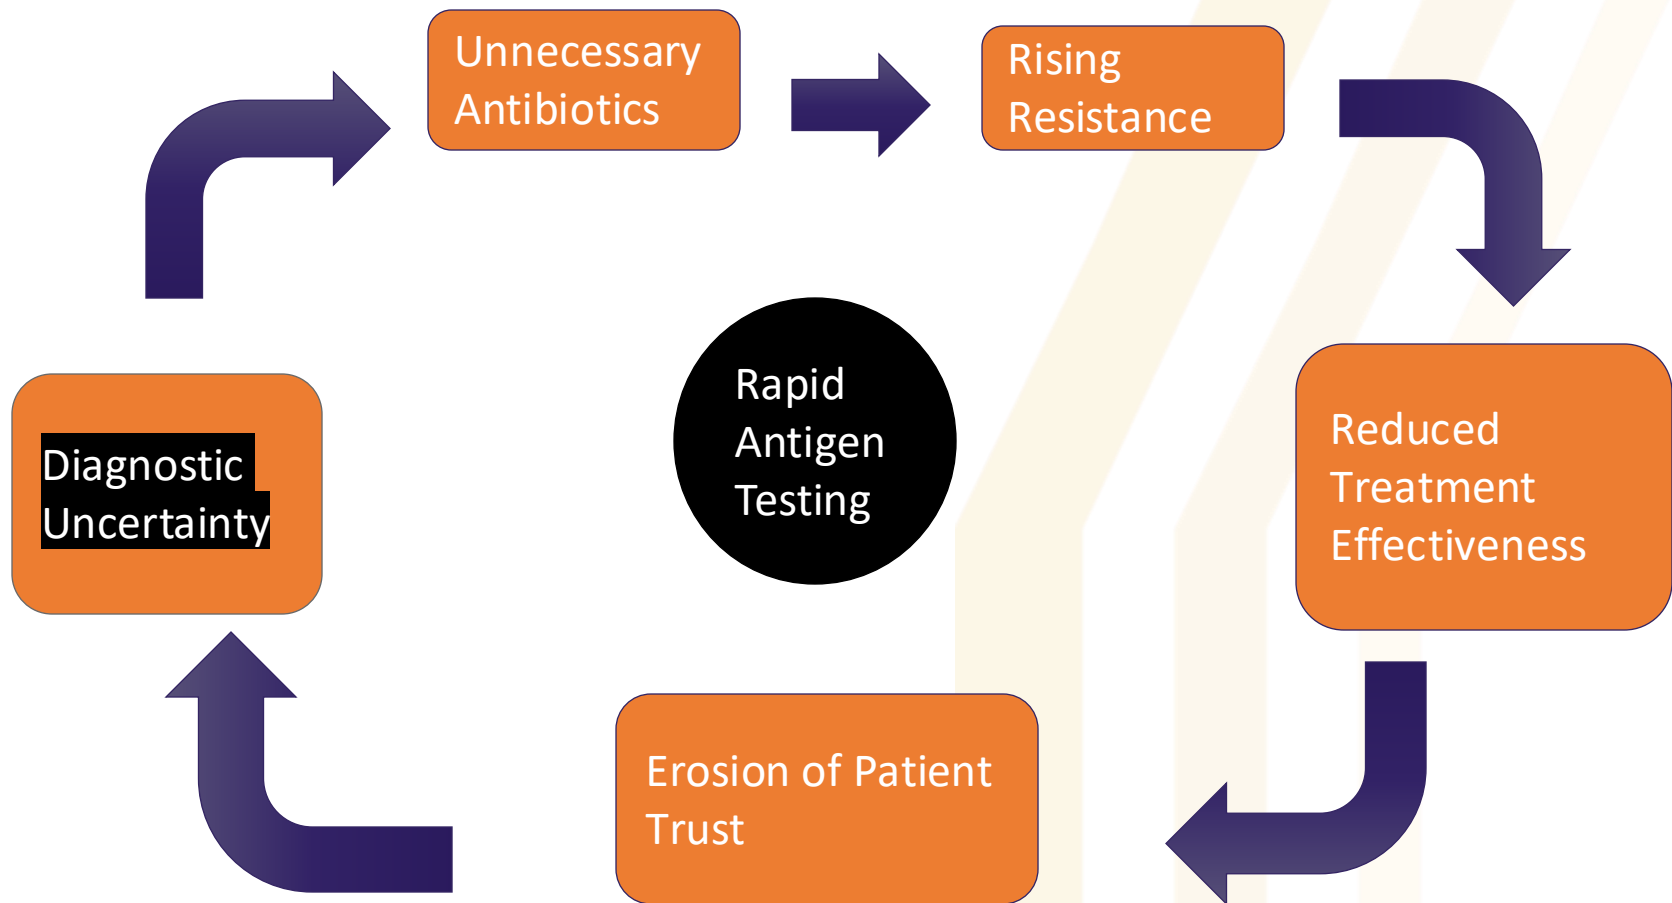 Unnecessary
Antibiotics
Rising
Resistance
Rapid
Antigen
Testing
Diagnostic
Uncertainty
Reduced
Treatment
Effectiveness
Erosion of Patient
Trust